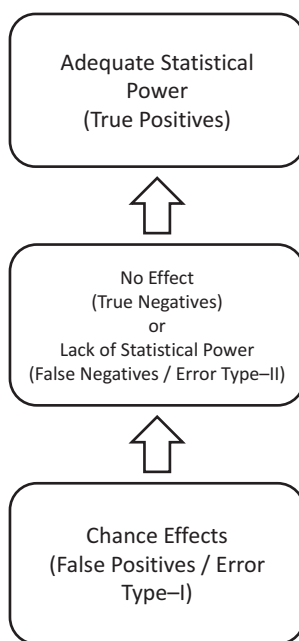 Adequate Statistical
Power
(True Positives)
No Effect
(True Negatives)
or
Lack of Statistical Power
(False Negatives / Error Type–II)
Chance Effects
(False Positives / Error
Type–I)